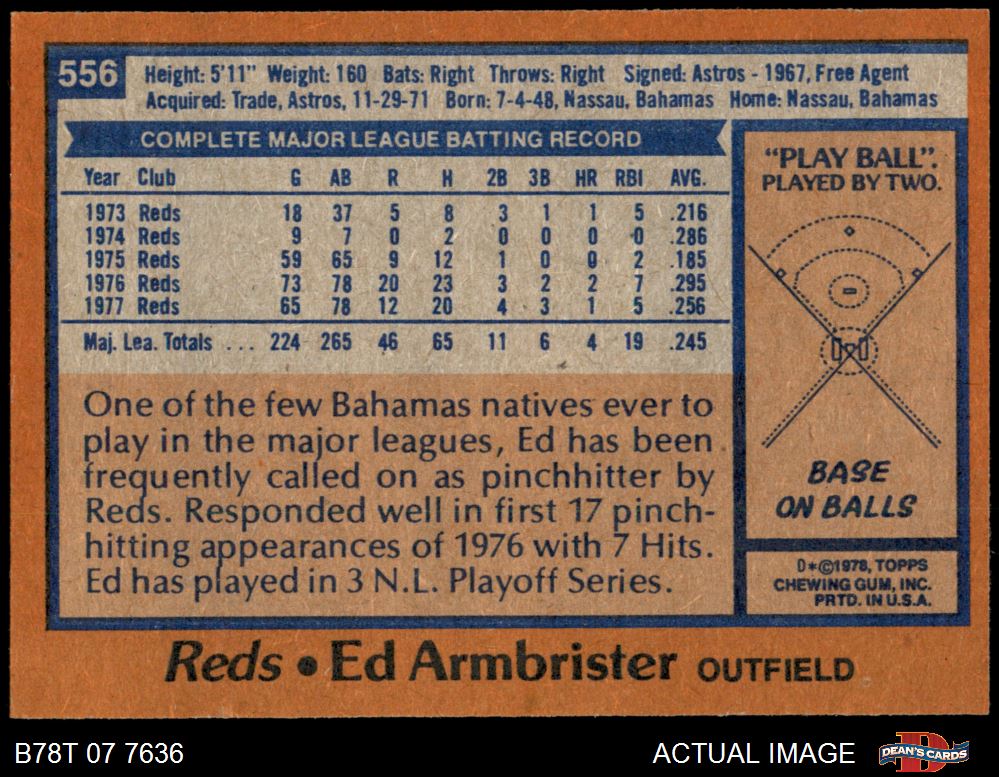 556
Height: 5'11" Weight: 160 Bats: Right Throws: Right Signed: Astros - 1967, Free Agent
Acquired: Trade, Astros, 11-29-71 Born: 7-4-48, Nassau, Bahamas Home: Nassau, Bahamas
COMPLETE MAJOR LEAGUE BATTING RECORD
Year Club G AB R H 2B 3B HR RBI AVG.
1973 Reds 18 37 5 8 3 1 1 5 .216
1974 Reds 9 7 0 2 0 0 0 0 .286
1975 Reds 59 65 9 12 1 0 0 2 .185
1976 Reds 73 78 20 23 3 2 2 7 .295
1977 Reds 65 78 12 20 4 3 1 5 .256
Maj. Lea. Totals ... 224 265 46 65 11 6 4 19 .245
One of the few Bahamas natives ever to
play in the major leagues, Ed has been
frequently called on as pinchhitter by
Reds. Responded well in first 17 pinch-
hitting appearances of 1976 with 7 Hits.
Ed has played in 3 N.L. Playoff Series.
"PLAY BALL".
PLAYED BY TWO.
BASE
ON BALLS
D*©1978, TOPPS
CHEWING GUM, INC.
PRTD. IN U.S.A.
Reds • Ed Armbrister OUTFIELD
B78T 07 7636
ACTUAL IMAGE
D
DEAN'S CARDS